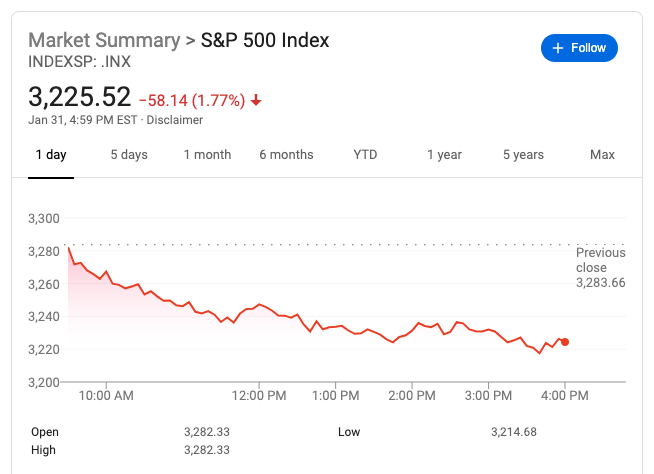 Market Summary > S&P 500 Index
INDEXSP: .INX
+ Follow
3,225.52 −58.14 (1.77%)
Jan 31, 4:59 PM EST · Disclaimer
1 day 5 days 1 month 6 months YTD 1 year 5 years Max
3,300
3,280
3,260
3,240
3,220
3,200
Previous
close
3,283.66
10:00 AM 12:00 PM 1:00 PM 2:00 PM 3:00 PM 4:00 PM
Open 3,282.33 Low 3,214.68
High 3,282.33